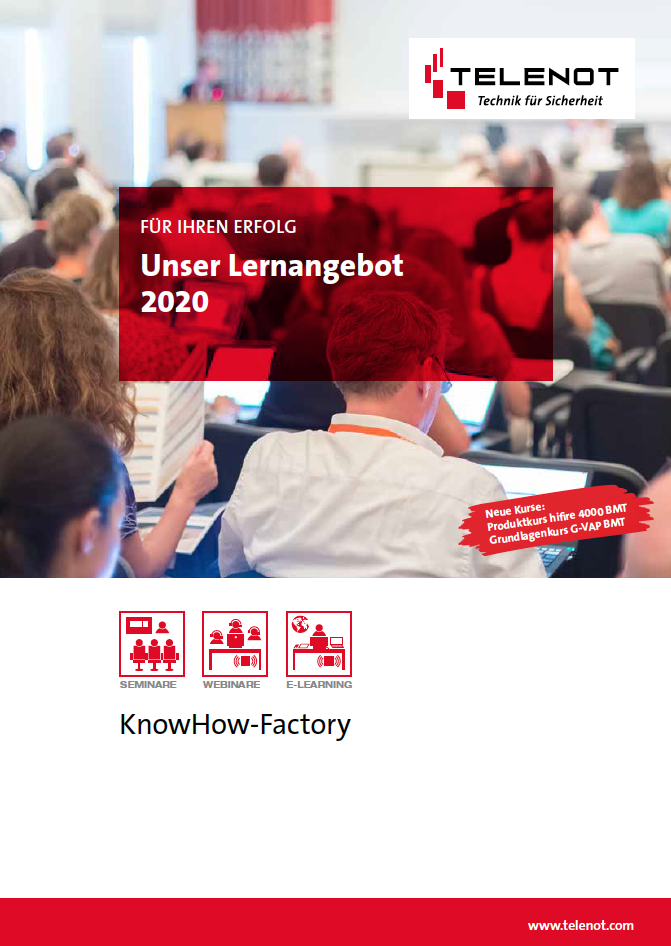 TELENOT
Technik für Sicherheit
FÜR IHREN ERFOLG
Unser Lernangebot
2020
Neue Kurse:
Produktkurs hifire 4000 BMT
Grundlagenkurs G-VAP BMT
SEMINARE WEBINARE E-LEARNING
KnowHow-Factory
www.telenot.com